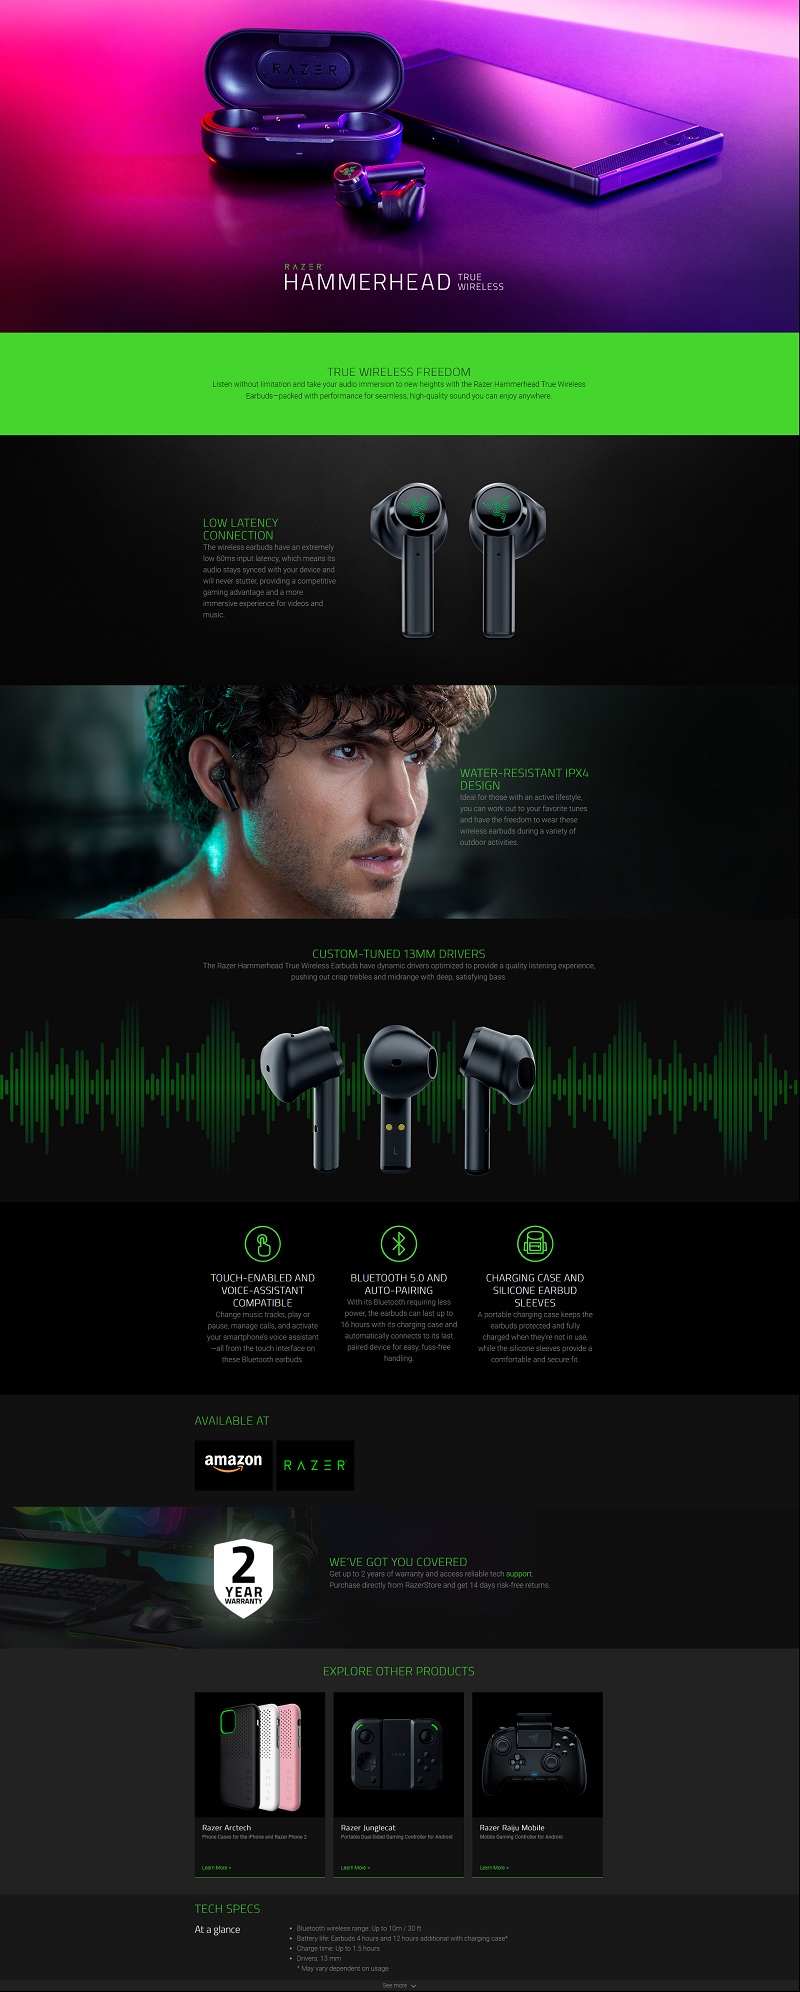 RAZER
RAZER
HAMMERHEAD TRUE
WIRELESS
TRUE WIRELESS FREEDOM
Listen without limitation and take your audio immersion to new heights with the Razer Hammerhead True Wireless
Earbuds—packed with performance for seamless, high-quality sound you can enjoy anywhere.
LOW LATENCY
CONNECTION
The wireless earbuds have an extremely
low 60ms input latency, which means its
audio stays synced with your device and
will never stutter, providing a competitive
gaming advantage and a more
immersive experience for videos and
music.
WATER-RESISTANT IPX4
DESIGN
Ideal for those with an active lifestyle,
you can work out to your favorite tunes
and have the freedom to wear these
wireless earbuds during a variety of
outdoor activities.
CUSTOM-TUNED 13MM DRIVERS
The Razer Hammerhead True Wireless Earbuds have dynamic drivers optimized to provide a quality listening experience,
pushing out crisp trebles and midrange with deep, satisfying bass.
L
TOUCH-ENABLED AND
VOICE-ASSISTANT
COMPATIBLE
Change music tracks, play or
pause, manage calls, and activate
your smartphone's voice assistant
—all from the touch interface on
these Bluetooth earbuds.
BLUETOOTH 5.0 AND
AUTO-PAIRING
With its Bluetooth requiring less
power, the earbuds can last up to
16 hours with its charging case and
automatically connects to its last
paired device for easy, fuss-free
handling.
CHARGING CASE AND
SILICONE EARBUD
SLEEVES
A portable charging case keeps the
earbuds protected and fully
charged when they're not in use,
while the silicone sleeves provide a
comfortable and secure fit.
AVAILABLE AT
amazon
RAZER
2
YEAR
WARRANTY
WE'VE GOT YOU COVERED
Get up to 2 years of warranty and access reliable tech support.
Purchase directly from RazerStore and get 14 days risk-free returns.
EXPLORE OTHER PRODUCTS
Razer Arctech
Phone Cases for the iPhone and Razer Phone 2
Learn More >
Razer Junglecat
Portable Dual-Sided Gaming Controller for Android
Learn More >
Razer Raiju Mobile
Mobile Gaming Controller for Android
Learn More >
TECH SPECS
At a glance
• Bluetooth wireless range: Up to 10m / 30 ft
• Battery life: Earbuds 4 hours and 12 hours additional with charging case*
• Charge time: Up to 1.5 hours
• Drivers: 13 mm
* May vary dependent on usage
See more